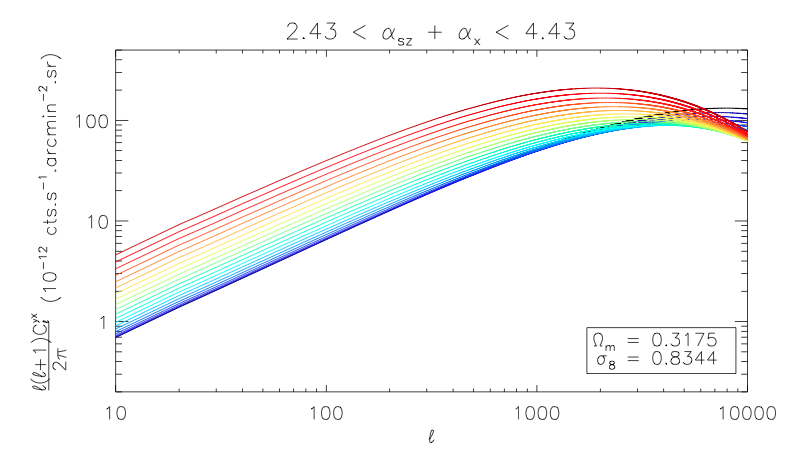 2.43 < α_sz + α_x < 4.43
ℓ(ℓ+1)C_ℓ^yx / 2π (10^−12 cts.s^−1.arcmin^−2.sr)
100
10
1
Ω_m = 0.3175
σ_8 = 0.8344
10 100 1000 10000
ℓ